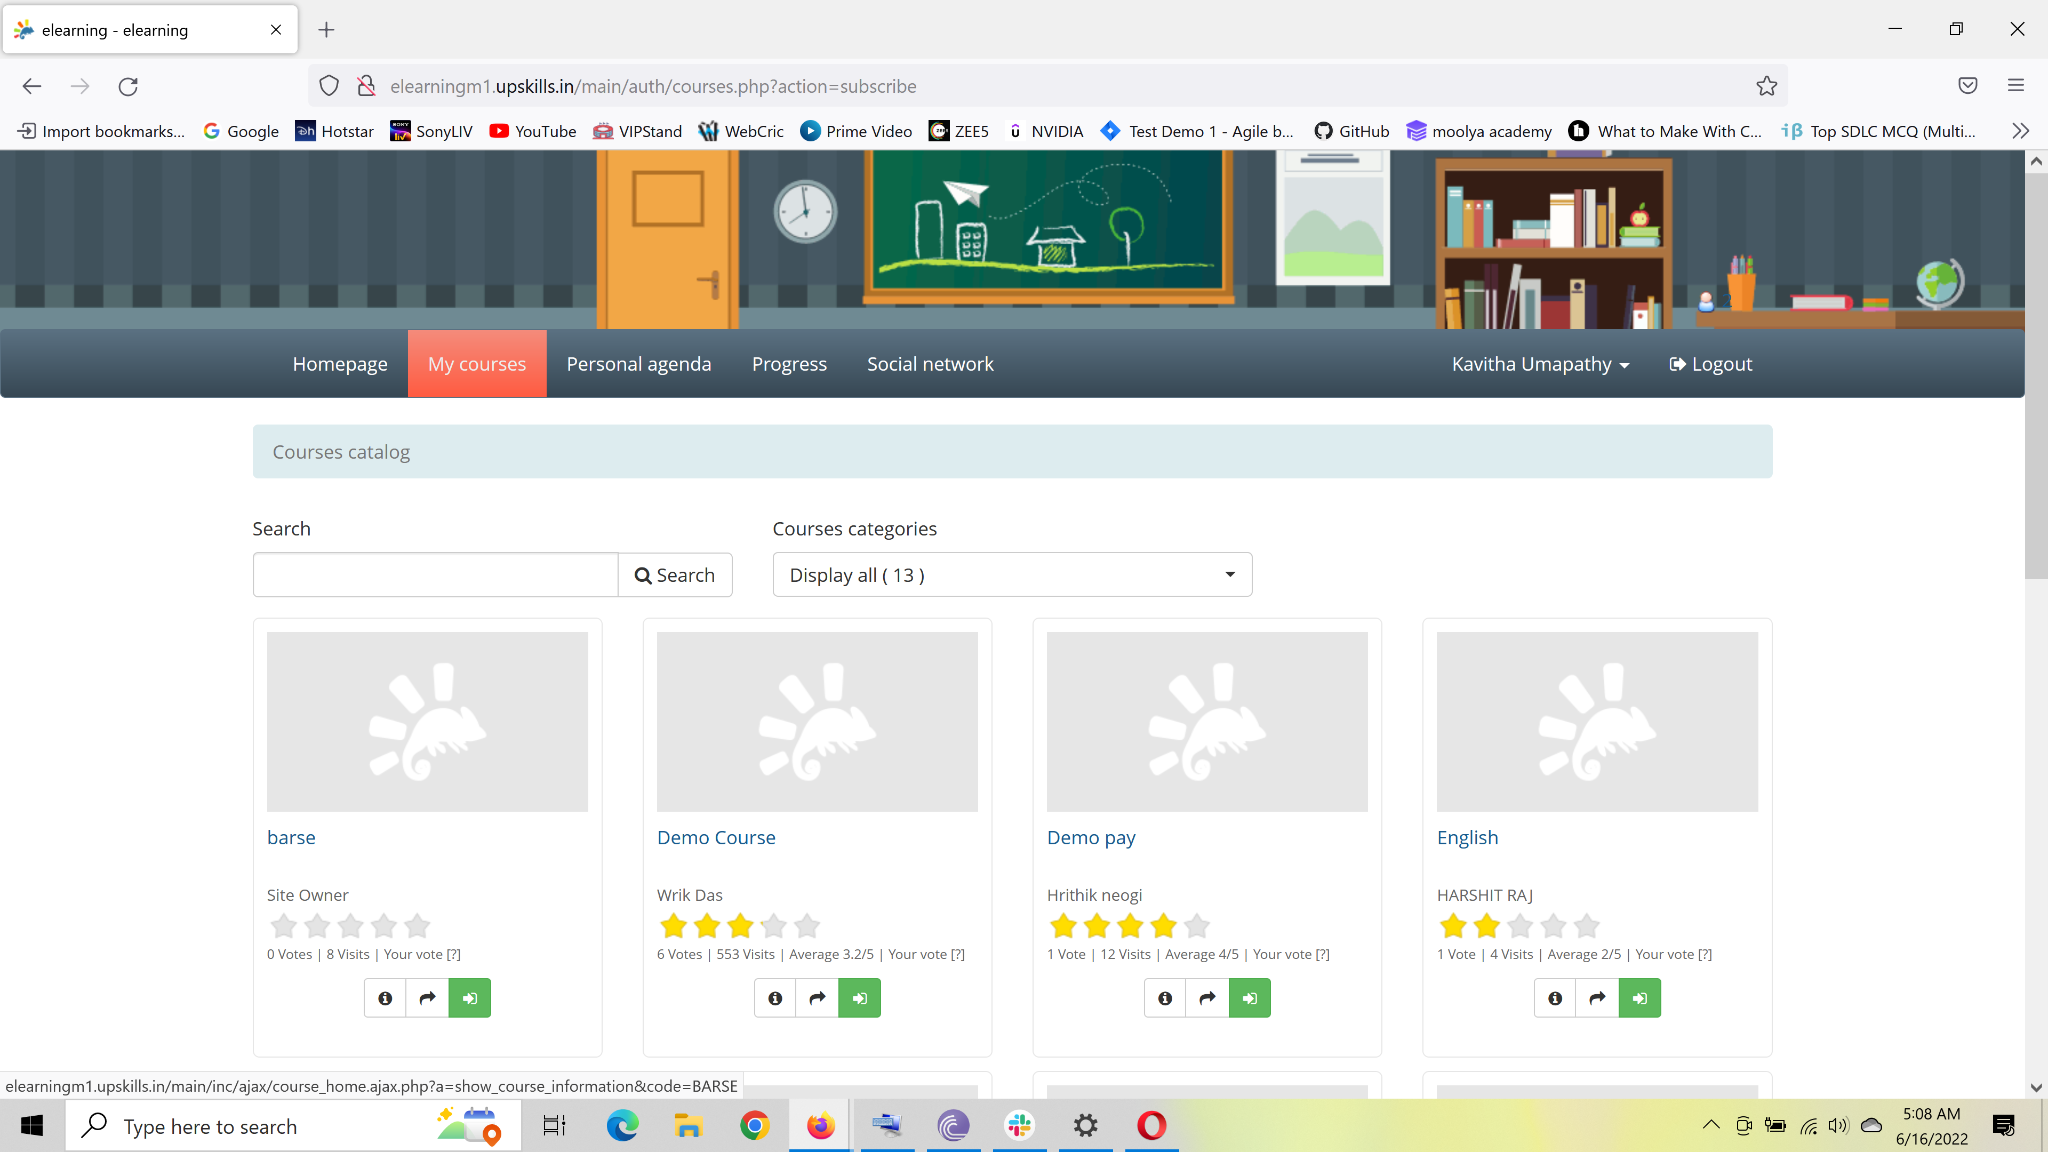 elearning - elearning
elearningm1.upskills.in/main/auth/courses.php?action=subscribe
Import bookmarks... Google Hotstar SonyLIV YouTube VIPStand WebCric Prime Video ZEE5 NVIDIA Test Demo 1 - Agile b... GitHub moolya academy What to Make With C... Top SDLC MCQ (Multi...
Homepage My courses Personal agenda Progress Social network Kavitha Umapathy Logout
Courses catalog
Search Courses categories
Search Display all ( 13 )
barse Demo Course Demo pay English
Site Owner Wrik Das Hrithik neogi HARSHIT RAJ
0 Votes | 8 Visits | Your vote [?] 6 Votes | 553 Visits | Average 3.2/5 | Your vote [?] 1 Vote | 12 Visits | Average 4/5 | Your vote [?] 1 Vote | 4 Visits | Average 2/5 | Your vote [?]
elearningm1.upskills.in/main/inc/ajax/course_home.ajax.php?a=show_course_information&code=BARSE
Type here to search
5:08 AM
6/16/2022